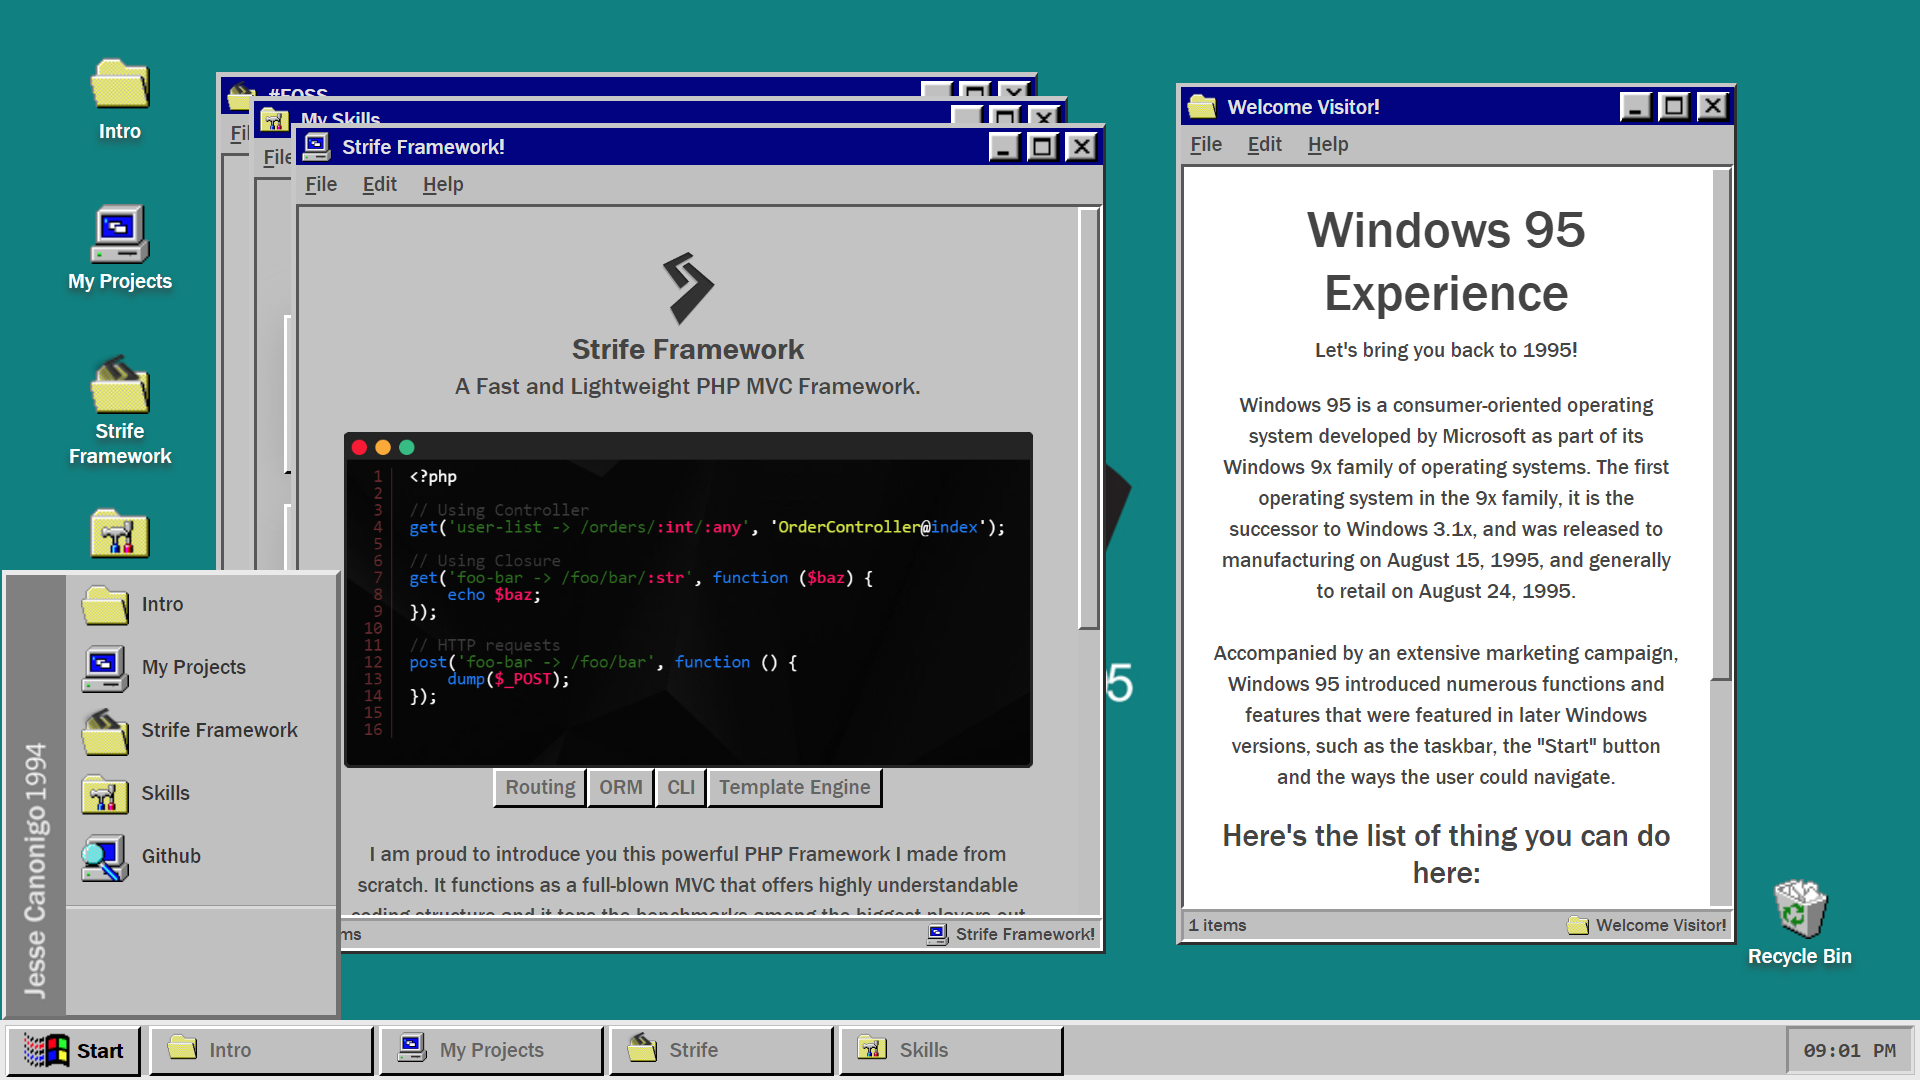 Intro
My Projects
Strife
Framework
#FOSS
My Skills
File
Strife Framework!
File Edit Help
Strife Framework
A Fast and Lightweight PHP MVC Framework.
1 <?php
2
3 // Using Controller
4 get('user-list -> /orders/:int/:any', 'OrderController@index');
5
6 // Using Closure
7 get('foo-bar -> /foo/bar/:str', function ($baz) {
8 echo $baz;
9 });
10
11 // HTTP requests
12 post('foo-bar -> /foo/bar', function () {
13 dump($_POST);
14 });
15
16
Routing ORM CLI Template Engine
I am proud to introduce you this powerful PHP Framework I made from
scratch. It functions as a full-blown MVC that offers highly understandable
coding structure and it tops the benchmarks among the biggest players out
ms
Strife Framework!
5
Welcome Visitor!
File Edit Help
Windows 95
Experience
Let's bring you back to 1995!
Windows 95 is a consumer-oriented operating
system developed by Microsoft as part of its
Windows 9x family of operating systems. The first
operating system in the 9x family, it is the
successor to Windows 3.1x, and was released to
manufacturing on August 15, 1995, and generally
to retail on August 24, 1995.
Accompanied by an extensive marketing campaign,
Windows 95 introduced numerous functions and
features that were featured in later Windows
versions, such as the taskbar, the "Start" button
and the ways the user could navigate.
Here's the list of thing you can do
here:
1 items
Welcome Visitor!
Recycle Bin
Jesse Canonigo 1994
Intro
My Projects
Strife Framework
Skills
Github
Start
Intro
My Projects
Strife
Skills
09:01 PM